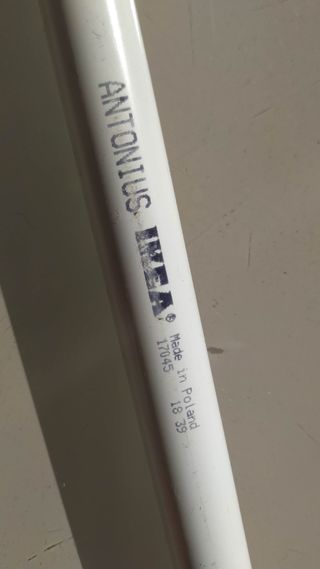 ANTONIUS IKEA®
Made in Poland
17045 18 39